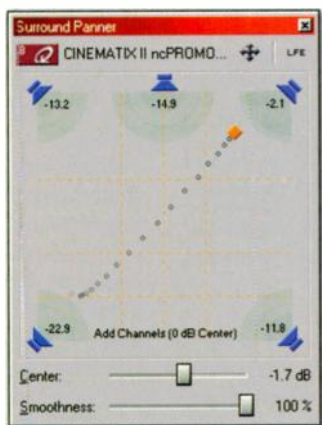 Surround Panner
CINEMATIX II ncPROMO... LFE
-13.2 -14.9 -2.1
-22.9 Add Channels (0 dB Center) -11.8
Center: -1.7 dB
Smoothness: 100 %